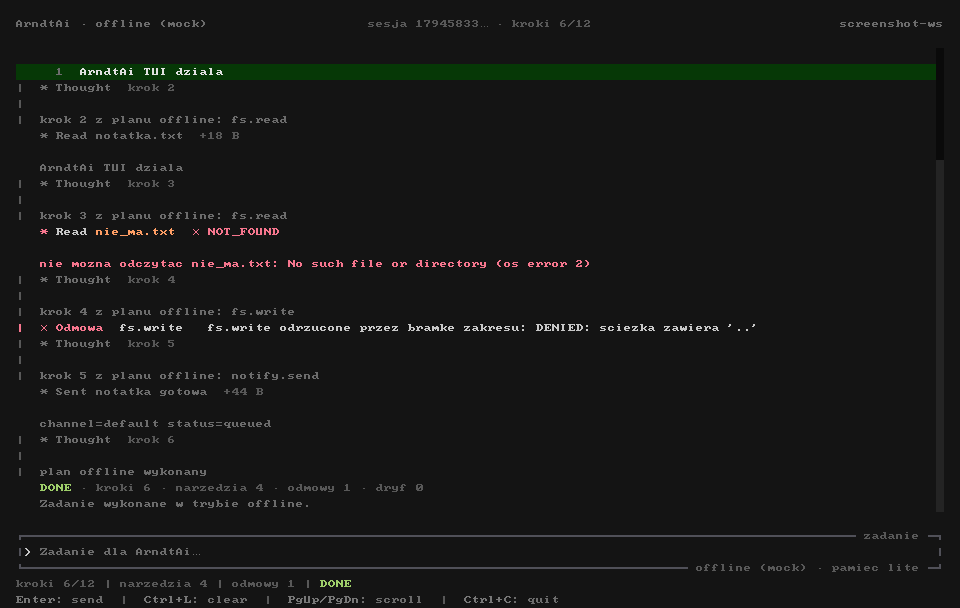 ArndtAi · offline (mock) sesja 17945833… · kroki 6/12 screenshot-ws
1 ArndtAi TUI dziala
* Thought krok 2
krok 2 z planu offline: fs.read
* Read notatka.txt +18 B
ArndtAi TUI dziala
* Thought krok 3
krok 3 z planu offline: fs.read
* Read nie_ma.txt × NOT_FOUND
nie mozna odczytac nie_ma.txt: No such file or directory (os error 2)
* Thought krok 4
krok 4 z planu offline: fs.write
× Odmowa fs.write fs.write odrzucone przez bramke zakresu: DENIED: sciezka zawiera '..'
* Thought krok 5
krok 5 z planu offline: notify.send
* Sent notatka gotowa +44 B
channel=default status=queued
* Thought krok 6
plan offline wykonany
DONE · kroki 6 · narzedzia 4 · odmowy 1 · dryf 0
Zadanie wykonane w trybie offline.
zadanie
❯ Zadanie dla ArndtAi…
offline (mock) · pamiec lite
kroki 6/12 | narzedzia 4 | odmowy 1 | DONE
Enter: send | Ctrl+L: clear | PgUp/PgDn: scroll | Ctrl+C: quit